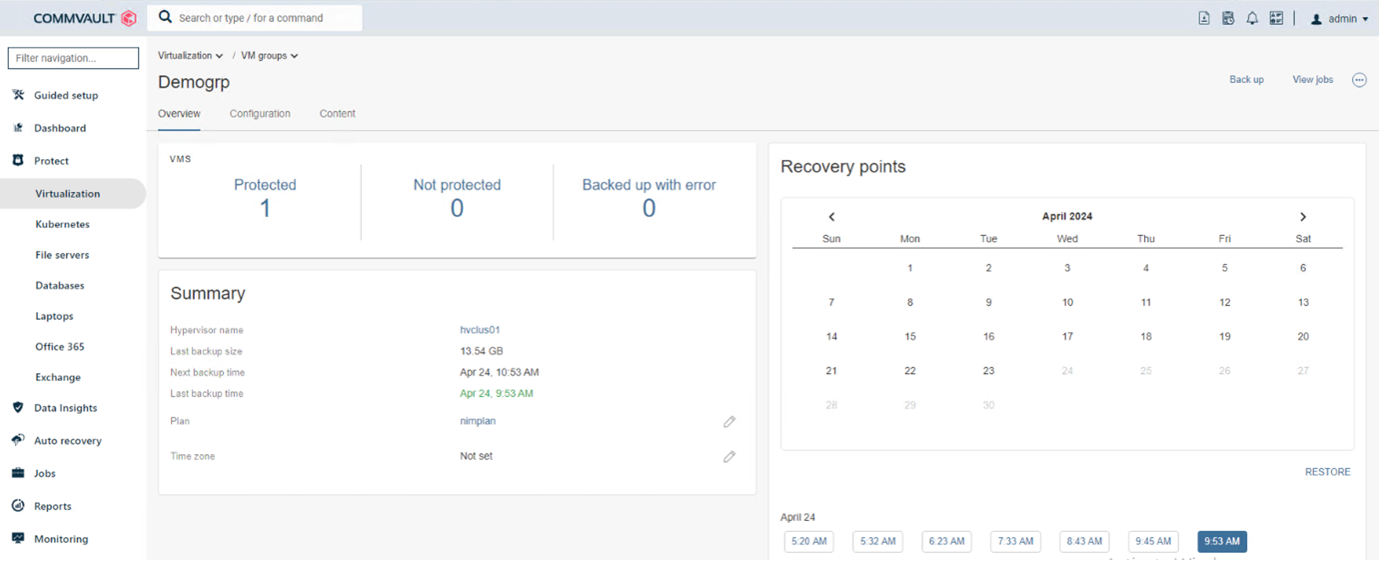 COMMVAULT
Search or type / for a command
admin
Filter navigation...
Guided setup
Dashboard
Protect
Virtualization
Kubernetes
File servers
Databases
Laptops
Office 365
Exchange
Data Insights
Auto recovery
Jobs
Reports
Monitoring
Virtualization / VM groups
Demogrp
Back up View jobs
Overview Configuration Content
VMS
Protected Not protected Backed up with error
1 0 0
Summary
Hypervisor name hvclus01
Last backup size 13.54 GB
Next backup time Apr 24, 10:53 AM
Last backup time Apr 24, 9:53 AM
Plan nimplan
Time zone Not set
Recovery points
April 2024
Sun Mon Tue Wed Thu Fri Sat
1 2 3 4 5 6
7 8 9 10 11 12 13
14 15 16 17 18 19 20
21 22 23 24 25 26 27
28 29 30
RESTORE
April 24
5:20 AM 5:32 AM 6:23 AM 7:33 AM 8:43 AM 9:45 AM 9:53 AM